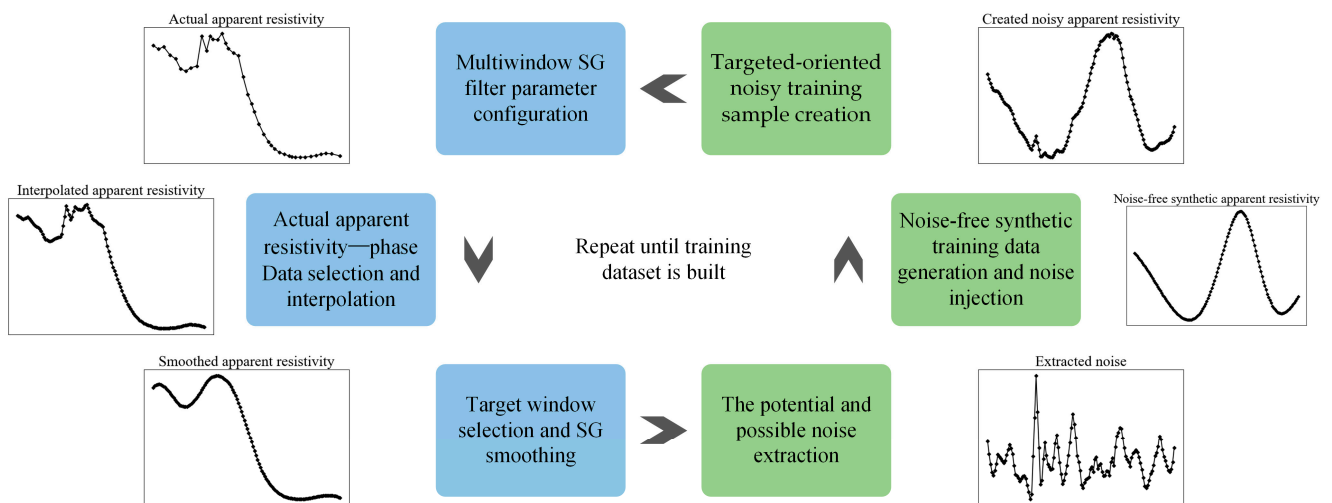 Actual apparent resistivity
Multiwindow SG
filter parameter
configuration
Targeted-oriented
noisy training
sample creation
Created noisy apparent resistivity
Interpolated apparent resistivity
Actual apparent
resistivity—phase
Data selection and
interpolation
Repeat until training
dataset is built
Noise-free synthetic
training data
generation and noise
injection
Noise-free synthetic apparent resistivity
Smoothed apparent resistivity
Target window
selection and SG
smoothing
The potential and
possible noise
extraction
Extracted noise